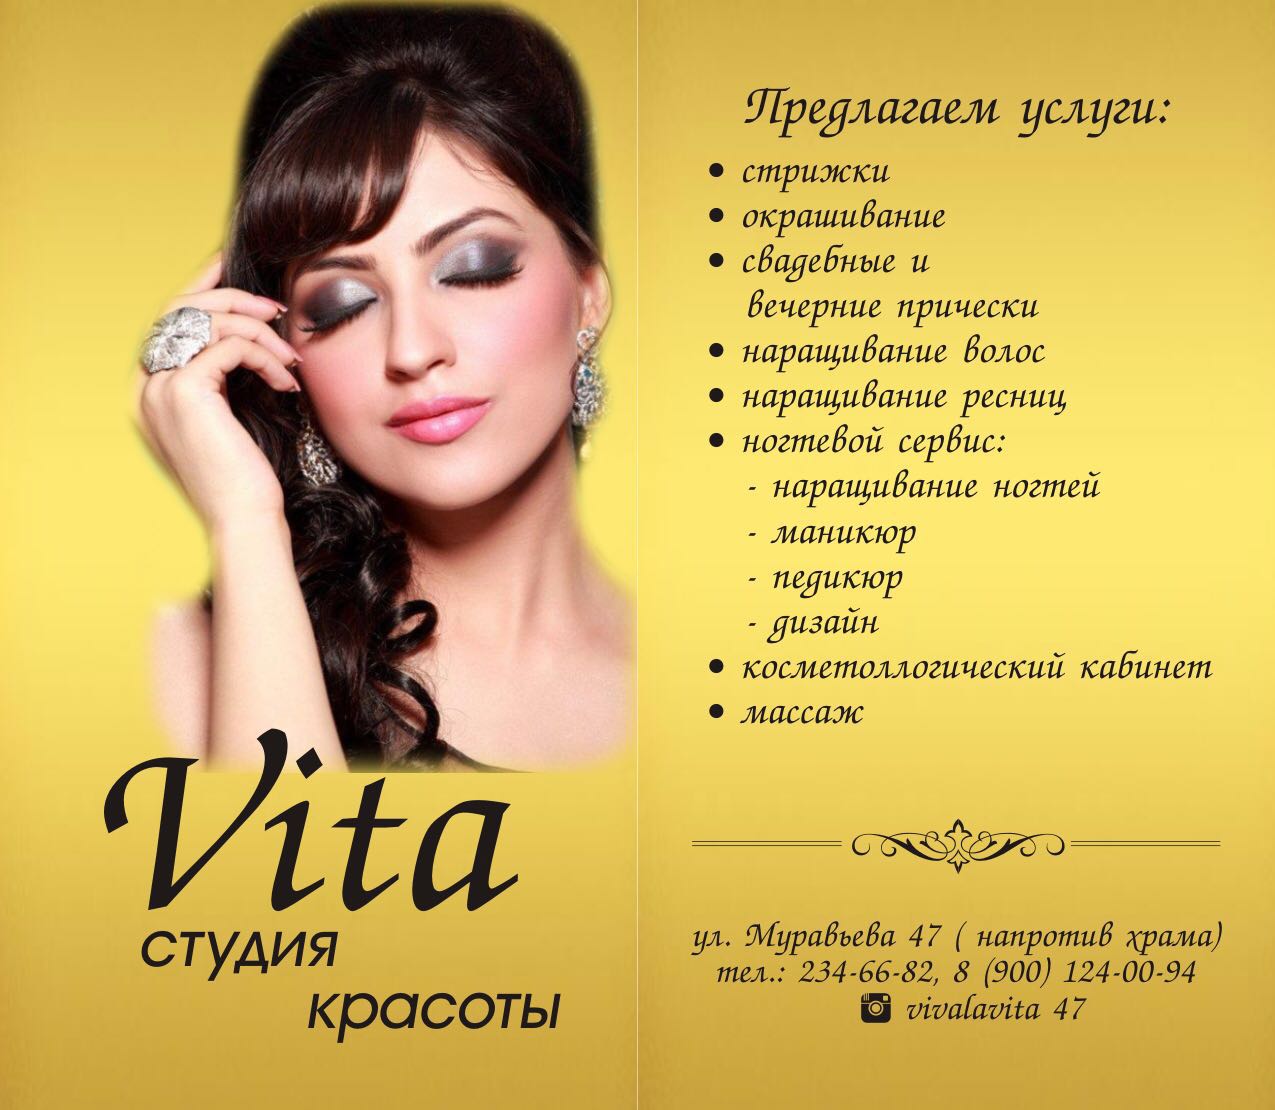 Vita
студия
красоты
Предлагаем услуги:
• стрижки
• окрашивание
• свадебные и
вечерние прически
• наращивание волос
• наращивание ресниц
• ногтевой сервис:
- наращивание ногтей
- маникюр
- педикюр
- дизайн
• косметоллогический кабинет
• массаж
ул. Муравьева 47 ( напротив храма)
тел.: 234-66-82, 8 (900) 124-00-94
vivalavita 47